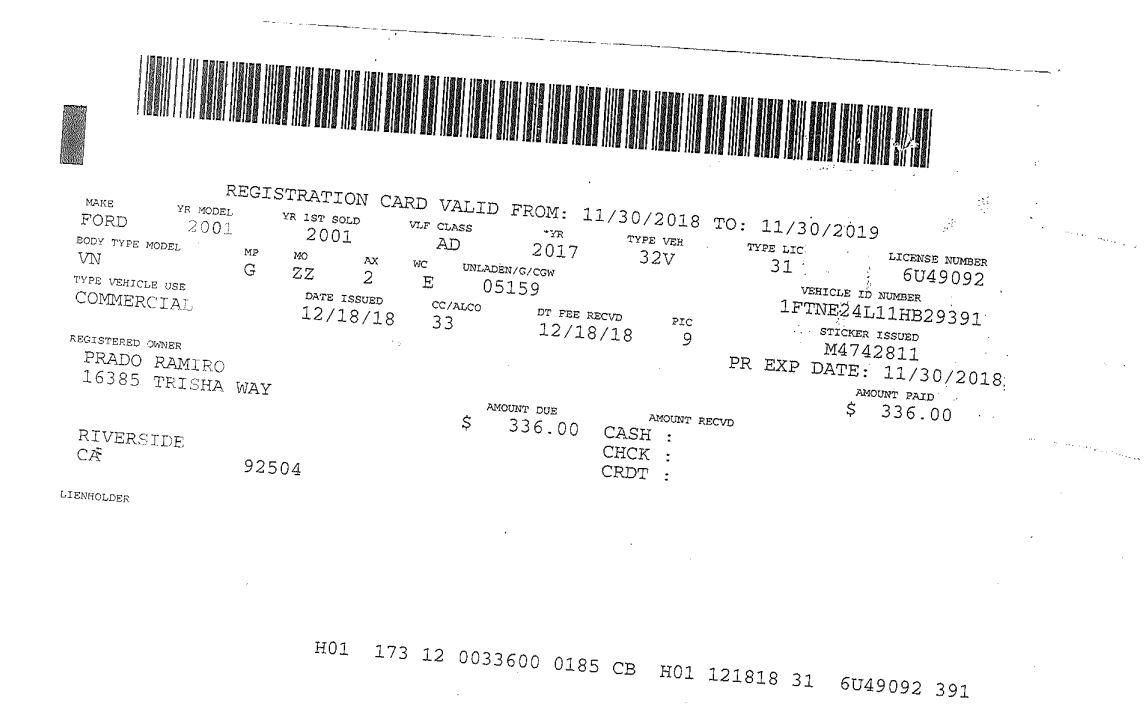 REGISTRATION CARD VALID FROM: 11/30/2018 TO: 11/30/2019
MAKE YR MODEL YR 1ST SOLD VLF CLASS *YR TYPE VEH TYPE LIC LICENSE NUMBER
FORD 2001 2001 AD 2017 32V 31 6U49092
BODY TYPE MODEL MP MO AX WC UNLADEN/G/CGW VEHICLE ID NUMBER
VN G ZZ 2 E 05159 1FTNE24L11HB29391
TYPE VEHICLE USE DATE ISSUED CC/ALCO DT FEE RECVD PIC STICKER ISSUED
COMMERCIAL 12/18/18 33 12/18/18 9 M4742811
PR EXP DATE: 11/30/2018
REGISTERED OWNER
PRADO RAMIRO
16385 TRISHA WAY
AMOUNT DUE AMOUNT RECVD AMOUNT PAID
$ 336.00 CASH : $ 336.00
CHCK :
CRDT :
RIVERSIDE
CA 92504
LIENHOLDER
H01 173 12 0033600 0185 CB H01 121818 31 6U49092 391